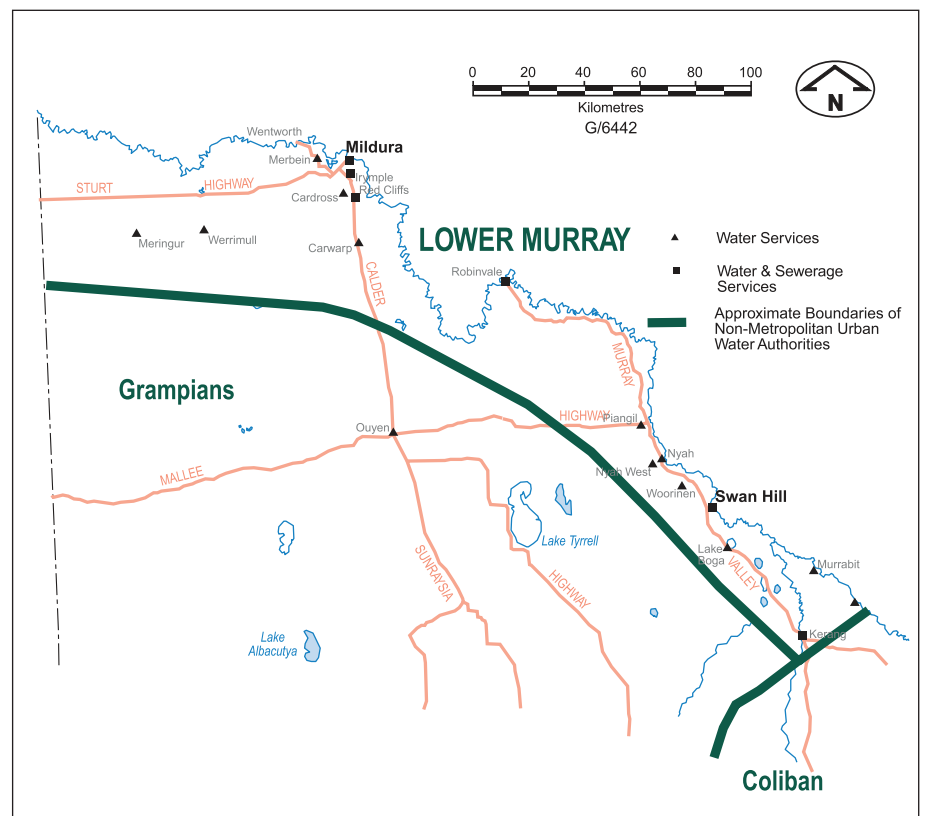 0 20 40 60 80 100
Kilometres
G/6442
N
Wentworth
Mildura
Merbein
Irymple
STURT
HIGHWAY
Red Cliffs
Cardross
Meringur
Werrimull
Carwarp
LOWER MURRAY
Water Services
Robinvale
Water & Sewerage
Services
CALDER
Approximate Boundaries of
Non-Metropolitan Urban
Water Authorities
MURRAY
Grampians
HIGHWAY
Piangil
Ouyen
Nyah
Nyah West
MALLEE
Woorinen
Swan Hill
Lake Tyrrell
Lake
Boga
Murrabit
VALLEY
SUNRAYSIA
HIGHWAY
Kerang
Lake
Albacutya
Coliban